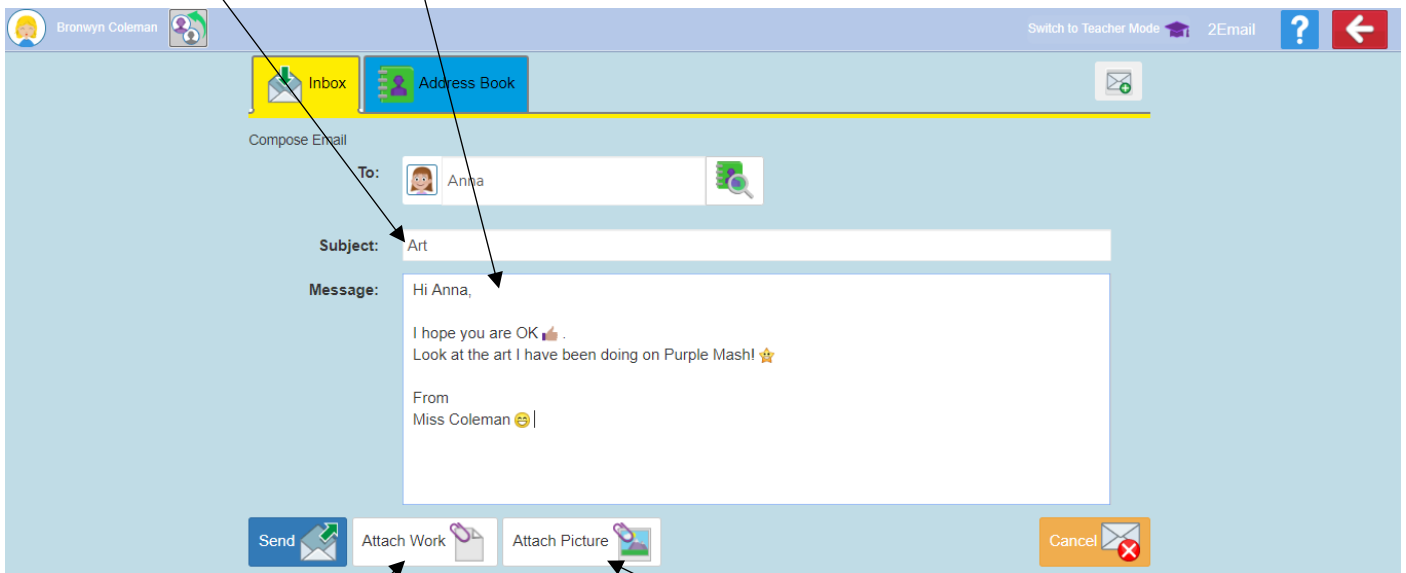 Bronwyn Coleman
Switch to Teacher Mode
2Email
?
Inbox
Address Book
Compose Email
To:
Anna
Subject:
Art
Message:
Hi Anna,
I hope you are OK 👍 .
Look at the art I have been doing on Purple Mash! ⭐
From
Miss Coleman 😁
Send
Attach Work
Attach Picture
Cancel